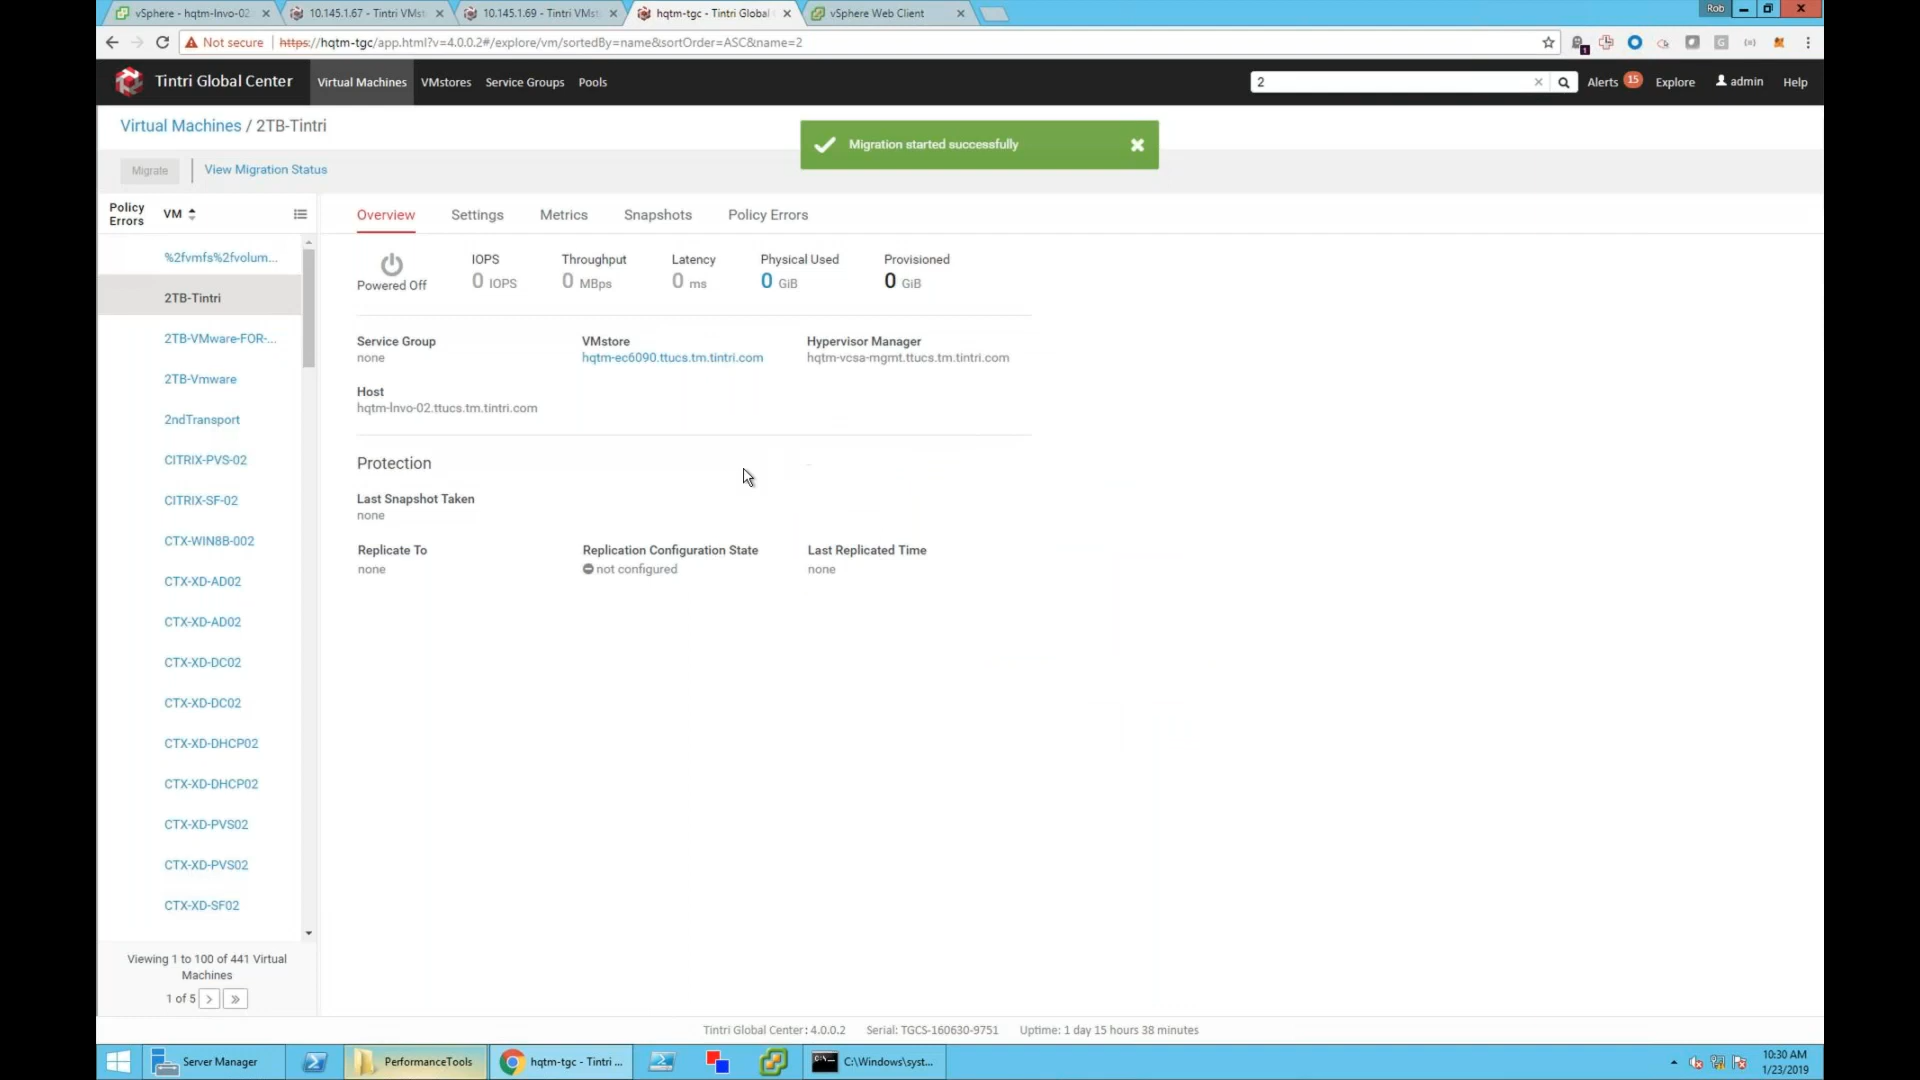 vSphere - hqtm-lnvo-02
10.145.1.67 - Tintri VMst
10.145.1.69 - Tintri VMst
hqtm-tgc - Tintri Global
vSphere Web Client
Rob
Not secure | https://hqtm-tgc/app.html?v=4.0.0.2#/explore/vm/sortedBy=name&sortOrder=ASC&name=2
1
G
Tintri Global Center
Virtual Machines
VMstores
Service Groups
Pools
2
Alerts 15
Explore
admin
Help
Virtual Machines / 2TB-Tintri
Migration started successfully
Migrate
View Migration Status
Policy Errors
VM
%2fvmfs%2fvolum...
2TB-Tintri
2TB-VMware-FOR-...
2TB-Vmware
2ndTransport
CITRIX-PVS-02
CITRIX-SF-02
CTX-WIN8B-002
CTX-XD-AD02
CTX-XD-AD02
CTX-XD-DC02
CTX-XD-DC02
CTX-XD-DHCP02
CTX-XD-DHCP02
CTX-XD-PVS02
CTX-XD-PVS02
CTX-XD-SF02
Viewing 1 to 100 of 441 Virtual
Machines
1 of 5 > »
Overview
Settings
Metrics
Snapshots
Policy Errors
Powered Off
IOPS
0 IOPS
Throughput
0 MBps
Latency
0 ms
Physical Used
0 GiB
Provisioned
0 GiB
Service Group
none
VMstore
hqtm-ec6090.ttucs.tm.tintri.com
Hypervisor Manager
hqtm-vcsa-mgmt.ttucs.tm.tintri.com
Host
hqtm-lnvo-02.ttucs.tm.tintri.com
Protection
Last Snapshot Taken
none
Replicate To
none
Replication Configuration State
not configured
Last Replicated Time
none
Tintri Global Center: 4.0.0.2
Serial: TGCS-160630-9751
Uptime: 1 day 15 hours 38 minutes
Server Manager
PerformanceTools
hqtm-tgc - Tintri ...
C:\Windows\syst...
10:30 AM
1/23/2019